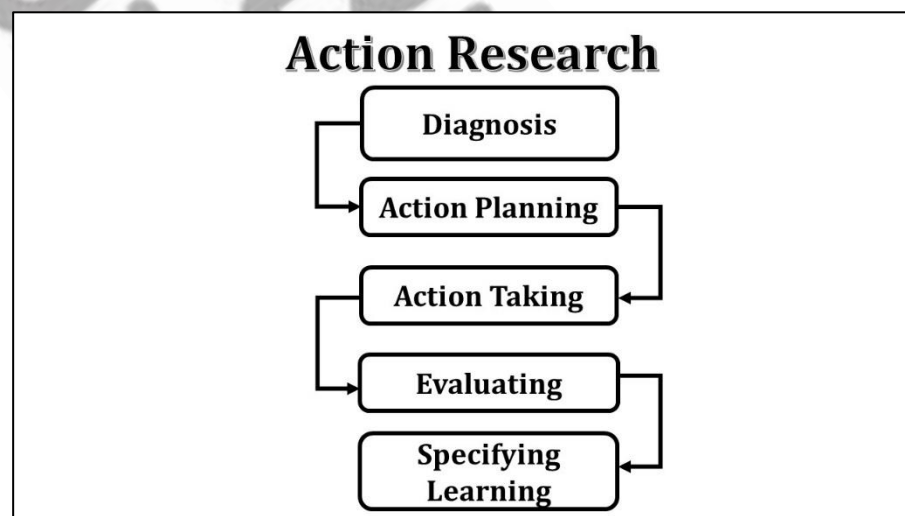 Action Research
Diagnosis
Action Planning
Action Taking
Evaluating
Specifying
Learning